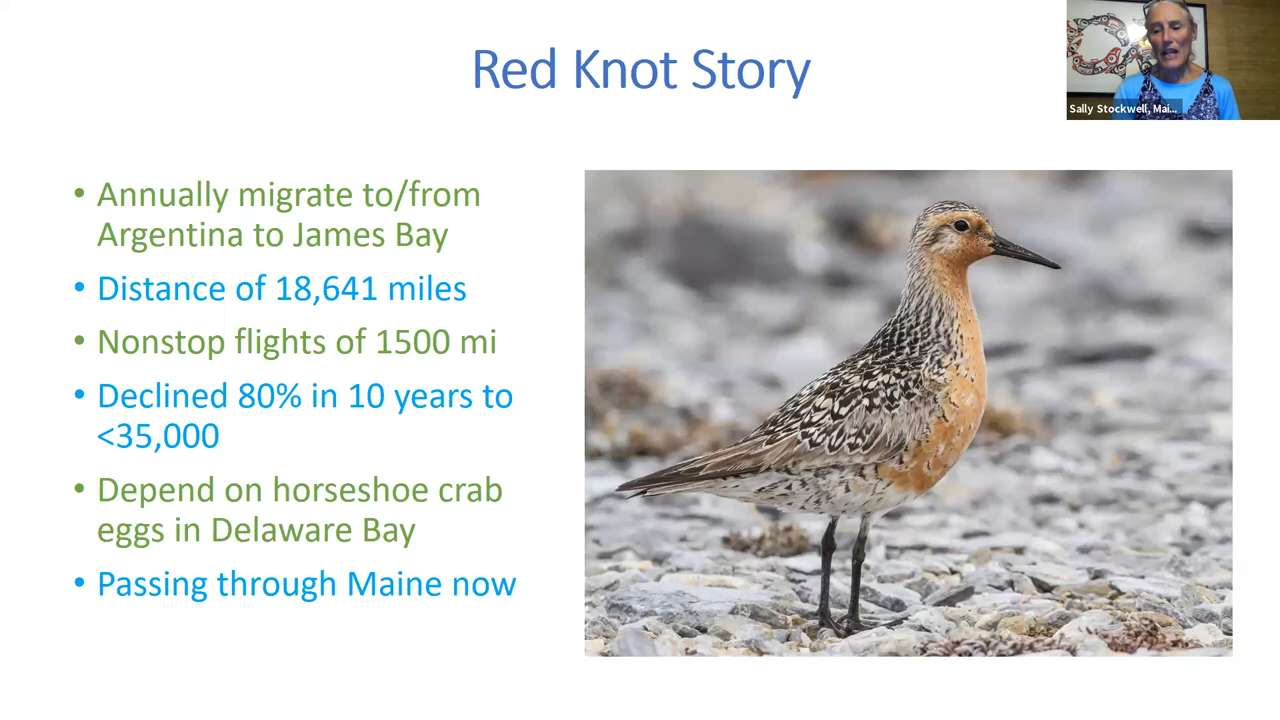 Red Knot Story
Sally Stockwell, Mai...
• Annually migrate to/from
Argentina to James Bay
• Distance of 18,641 miles
• Nonstop flights of 1500 mi
• Declined 80% in 10 years to
<35,000
• Depend on horseshoe crab
eggs in Delaware Bay
• Passing through Maine now